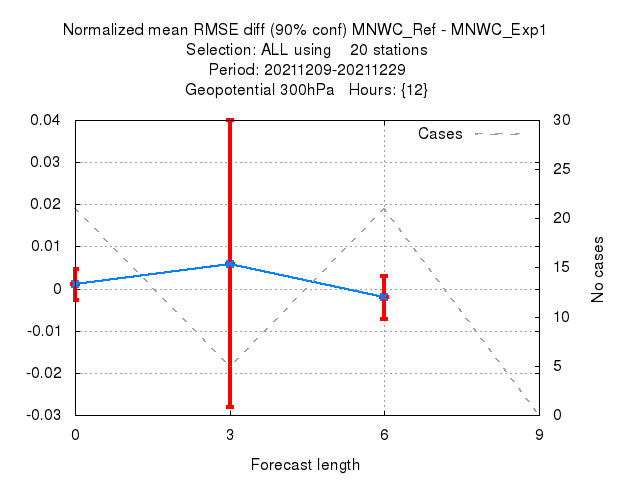 Normalized mean RMSE diff (90% conf) MNWC_Ref - MNWC_Exp1
Selection: ALL using    20 stations
Period: 20211209-20211229
Geopotential 300hPa   Hours: {12}
Cases
0.04
0.03
0.02
0.01
0
-0.01
-0.02
-0.03
30
25
20
15
10
5
0
No cases
0 3 6 9
Forecast length